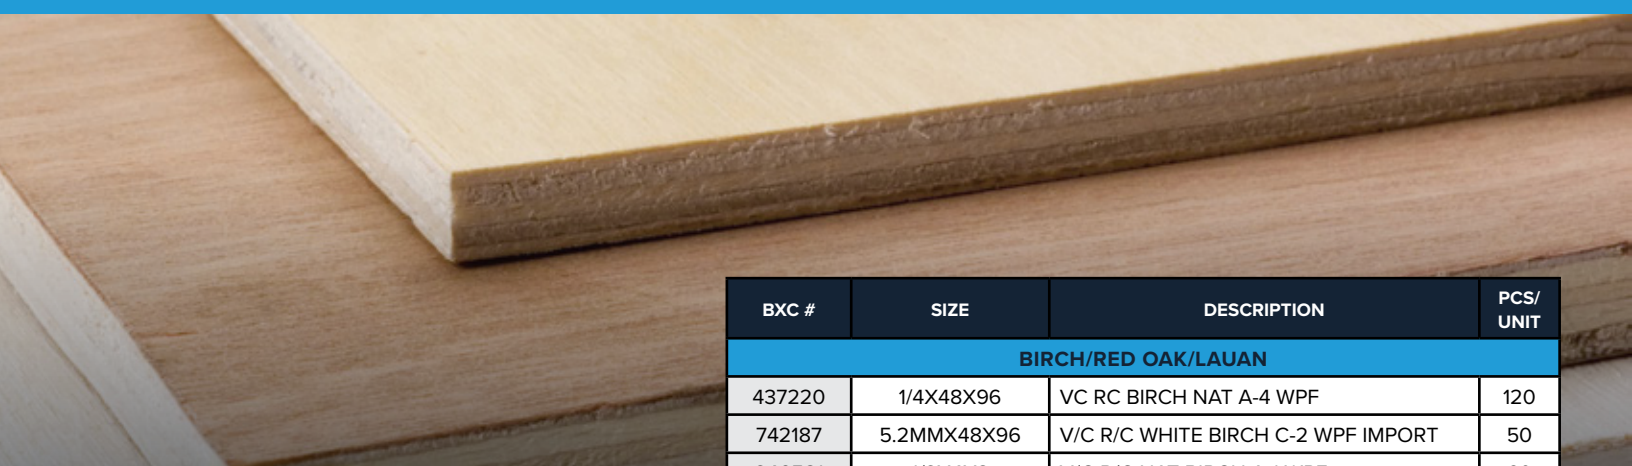 BXC # SIZE DESCRIPTION PCS/
UNIT
BIRCH/RED OAK/LAUAN
437220 1/4X48X96 VC RC BIRCH NAT A-4 WPF 120
742187 5.2MMX48X96 V/C R/C WHITE BIRCH C-2 WPF IMPORT 50